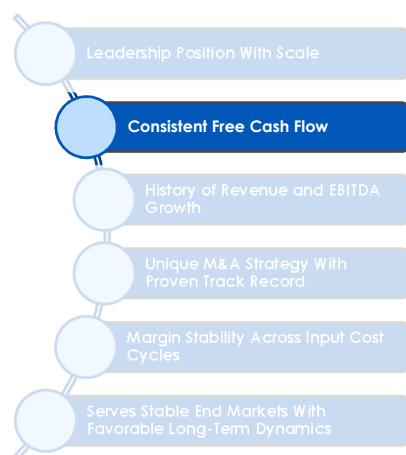 Leadership Position With Scale
Consistent Free Cash Flow
History of Revenue and EBITDA
Growth
Unique M&A Strategy With
Proven Track Record
Margin Stability Across Input Cost
Cycles
Serves Stable End Markets With
Favorable Long-Term Dynamics